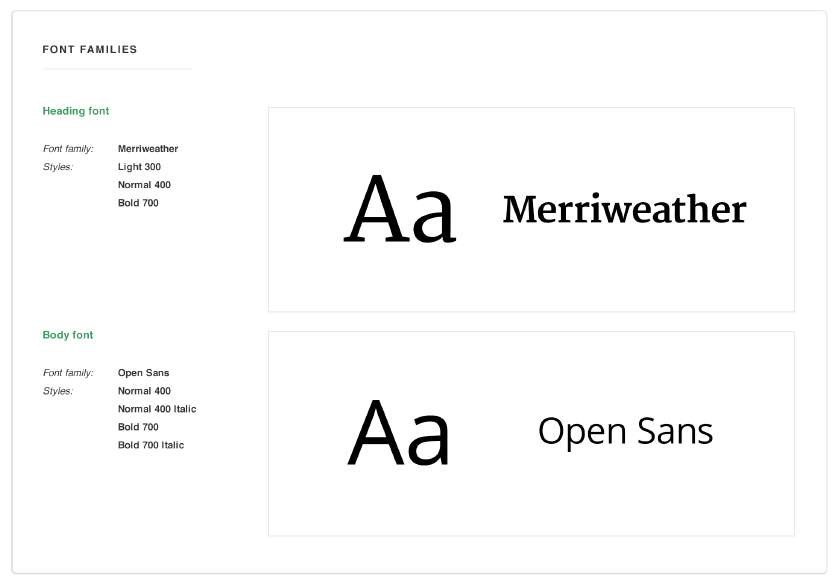 FONT FAMILIES
Heading font
Font family: Merriweather
Styles: Light 300
Normal 400
Bold 700
Aa Merriweather
Body font
Font family: Open Sans
Styles: Normal 400
Normal 400 Italic
Bold 700
Bold 700 Italic
Aa Open Sans